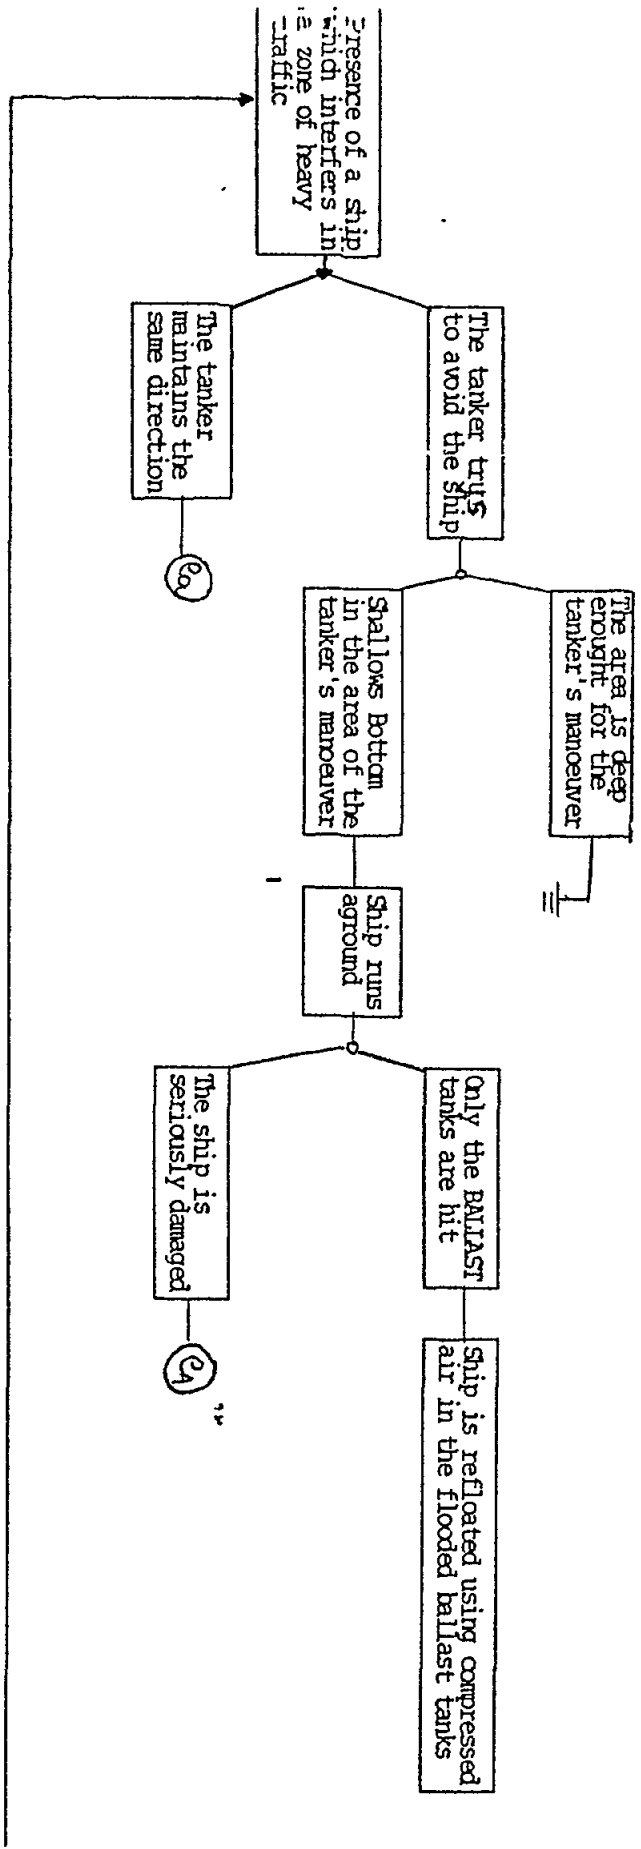 Presence of a ship
which interfers in
a zone of heavy
traffic
The tanker trys
to avoid the ship
The tanker
maintains the
same direction
The area is deep
enought for the
tanker's manoeuver
Shallows Bottom
in the area of the
tanker's manoeuver
Ship runs
aground
Only the BALLAST
tanks are hit
The ship is
seriously damaged
Ship is refloated using compressed
air in the flooded ballast tanks